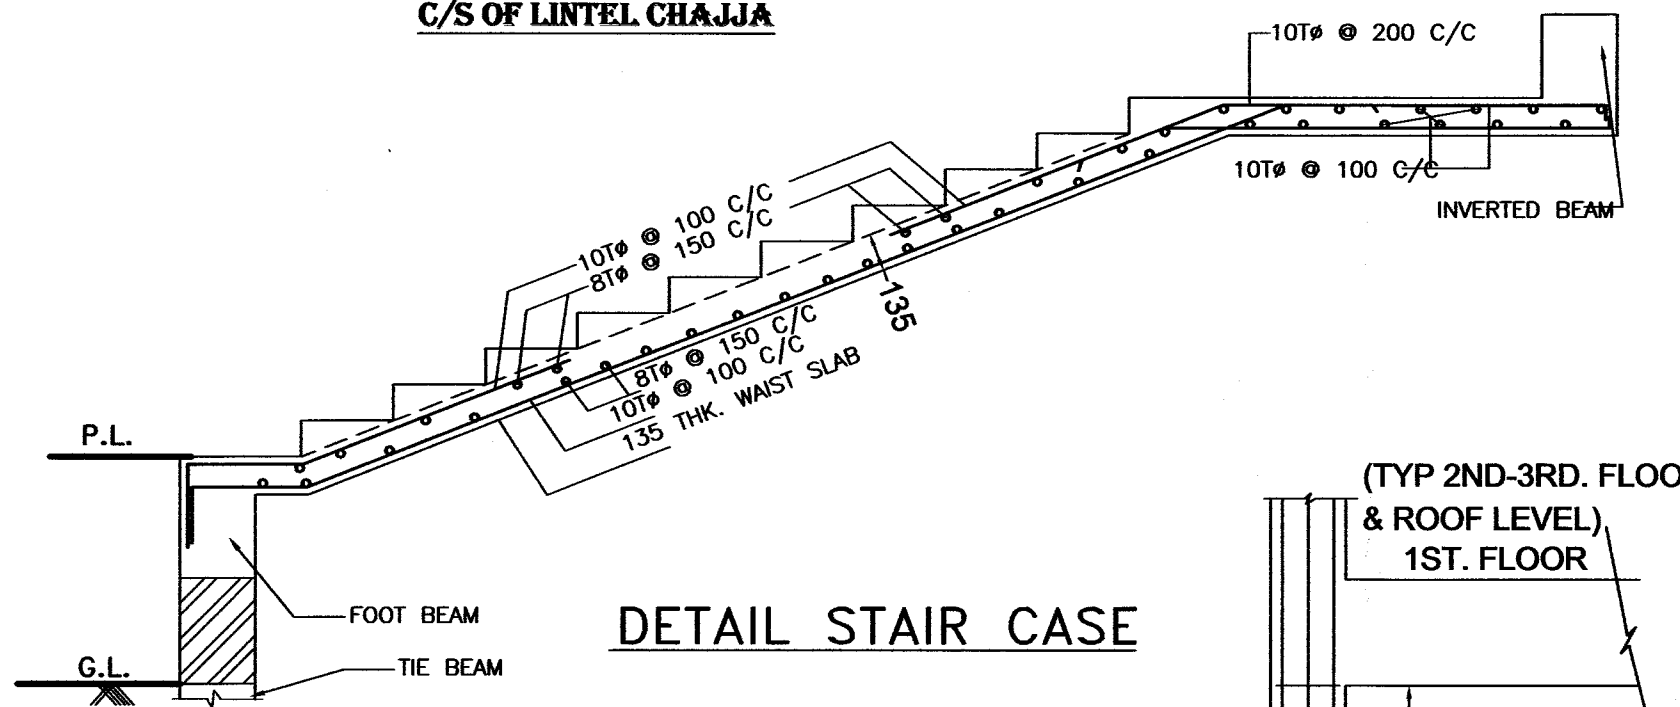 C/S OF LINTEL CHAJJA
10Tø @ 200 C/C
10Tø @ 100 C/C
INVERTED BEAM
10Tø @ 100 C/C
8Tø @ 150 C/C
135
8Tø @ 150 C/C
10Tø @ 100 C/C
135 THK. WAIST SLAB
P.L.
FOOT BEAM
G.L.
TIE BEAM
DETAIL STAIR CASE
(TYP 2ND-3RD. FLOO
& ROOF LEVEL)
1ST. FLOOR